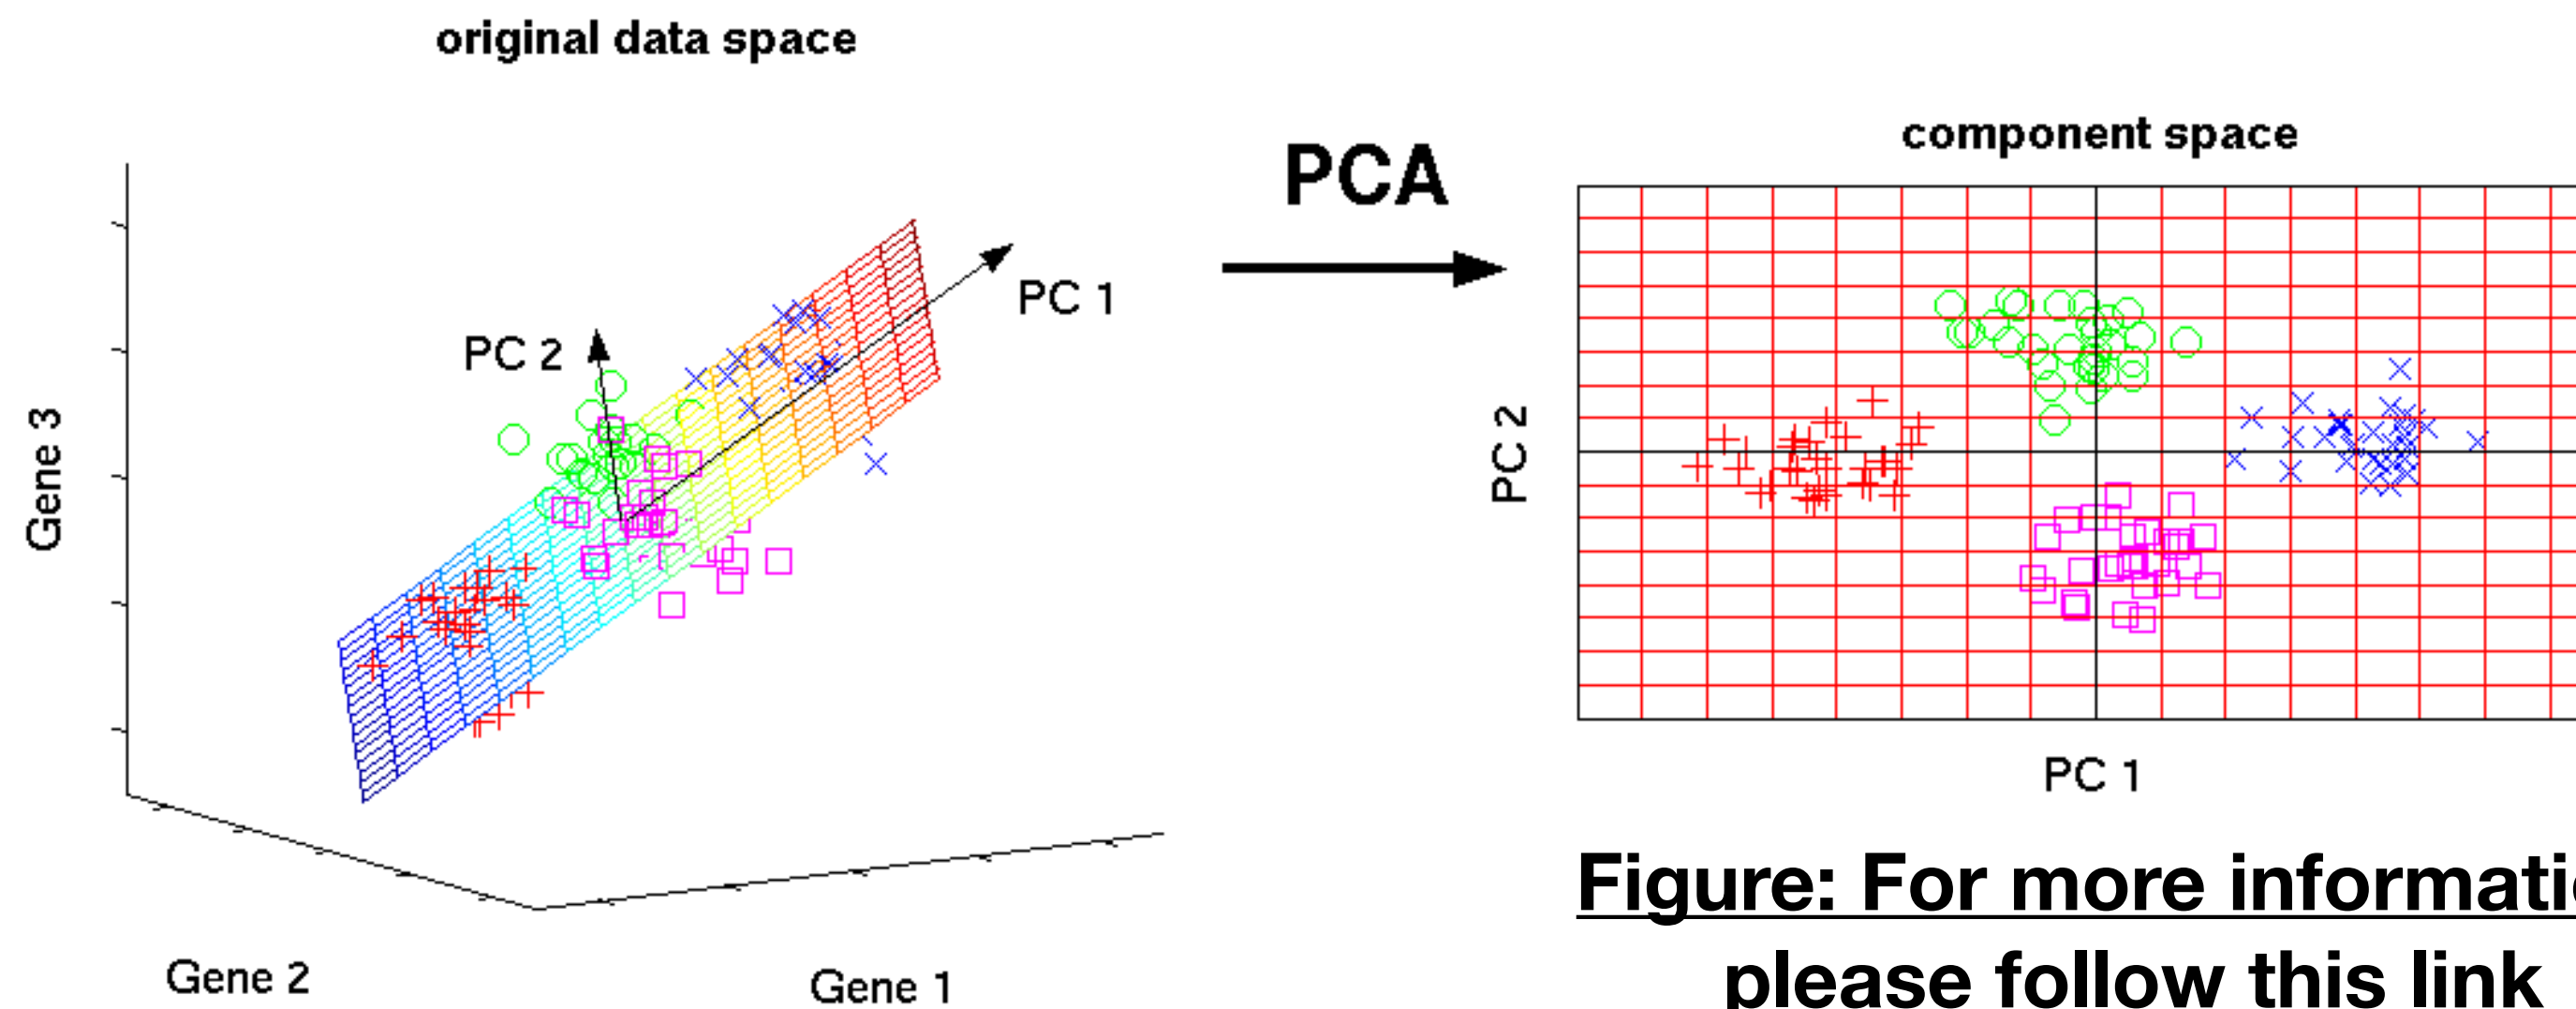 original data space
Gene 3
PC 2
PC 1
Gene 2
Gene 1
PCA
component space
PC 2
PC 1
Figure: For more informati
please follow this link